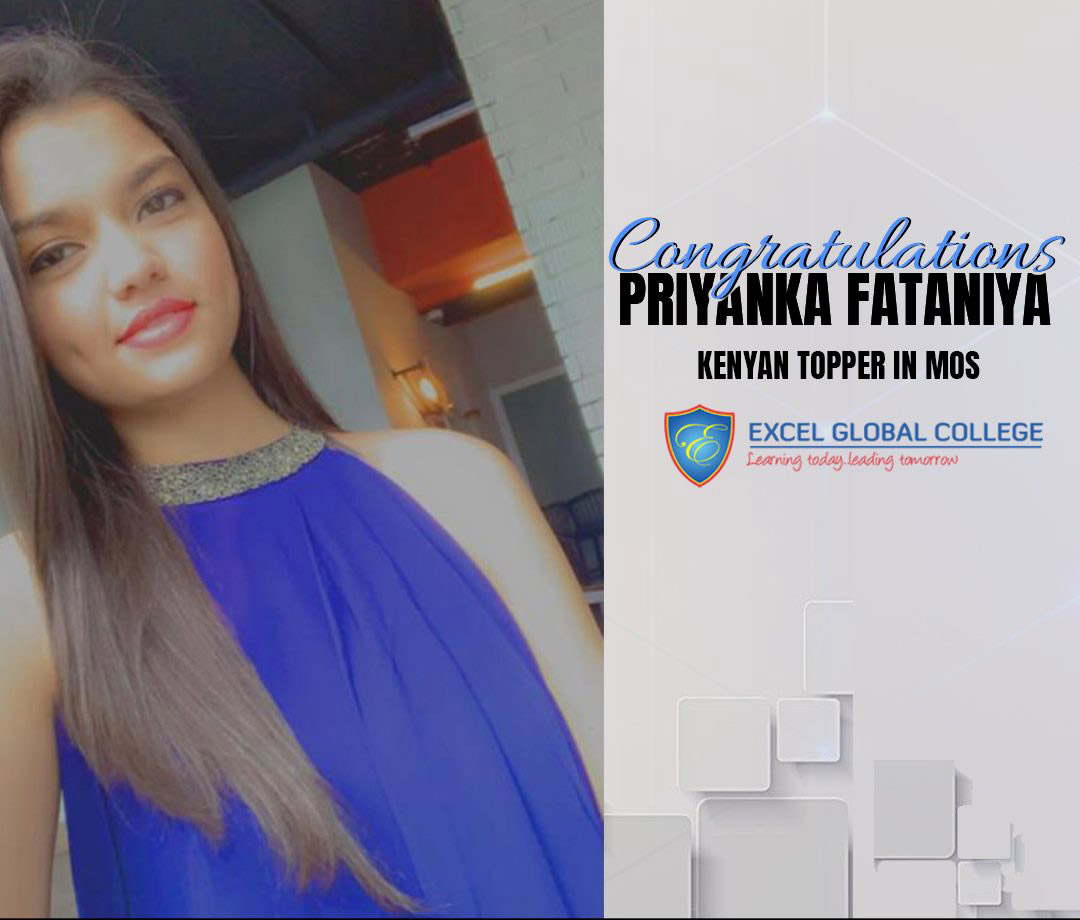 Congratulations
PRIYANKA FATANIYA
KENYAN TOPPER IN MOS
E
EXCEL GLOBAL COLLEGE
Learning today..leading tomorrow